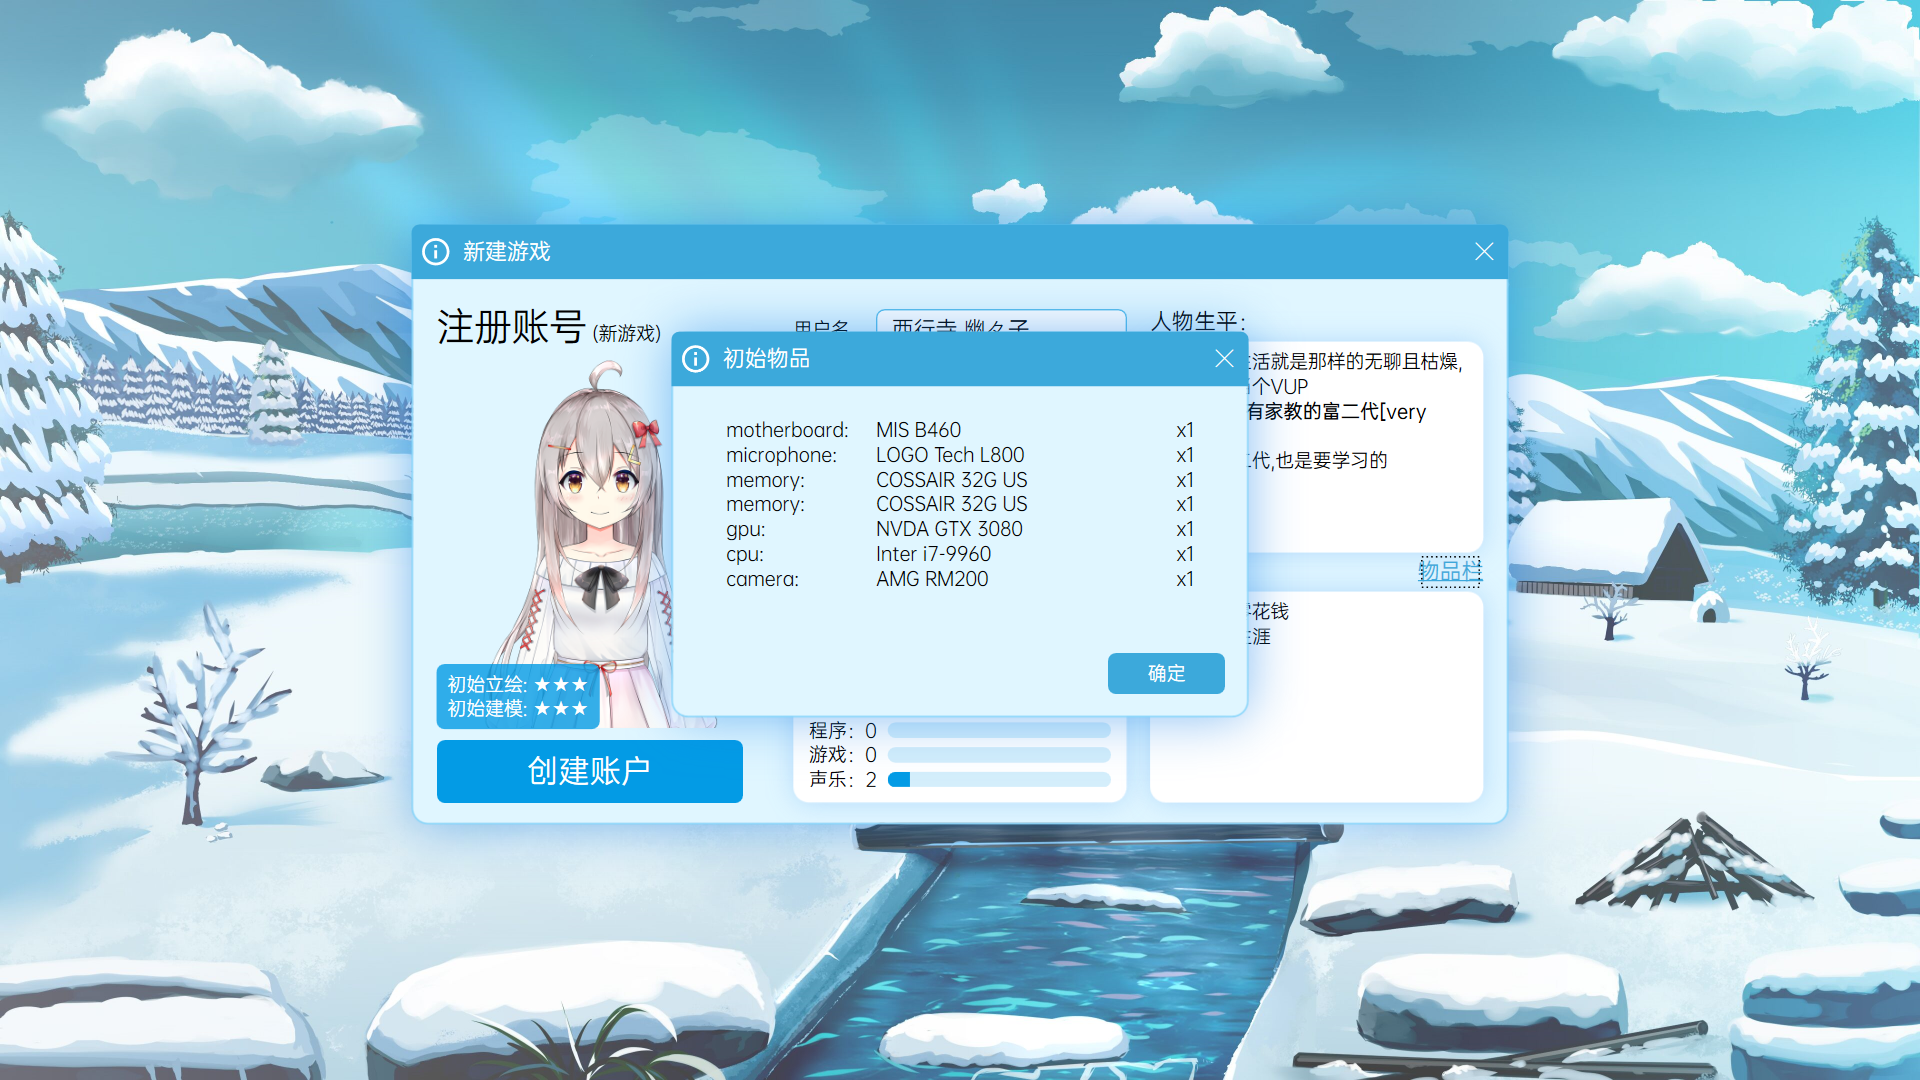 新建游戏
注册账号 (新游戏)
用户名
西行寺 幽々子
人物生平:
活就是那样的无聊且枯燥,
个VUP
有家教的富二代[very
代,也是要学习的
物品栏
花钱
涯
初始物品
motherboard: MIS B460 x1
microphone: LOGO Tech L800 x1
memory: COSSAIR 32G US x1
memory: COSSAIR 32G US x1
gpu: NVDA GTX 3080 x1
cpu: Inter i7-9960 x1
camera: AMG RM200 x1
确定
初始立绘: ★★★
初始建模: ★★★
创建账户
程序: 0
游戏: 0
声乐: 2